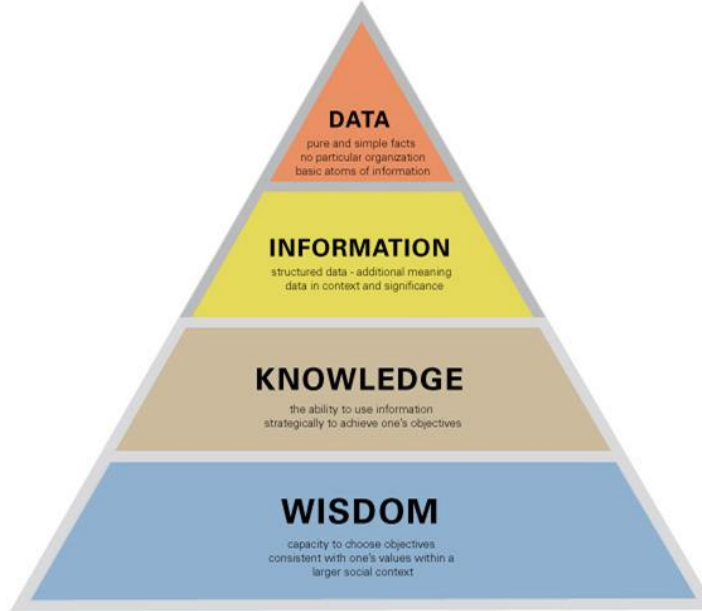 DATA
pure and simple facts
no particular organization
basic atoms of information
INFORMATION
structured data - additional meaning
data in context and significance
KNOWLEDGE
the ability to use information
strategically to achieve one's objectives
WISDOM
capacity to choose objectives
consistent with one's values within a
larger social context